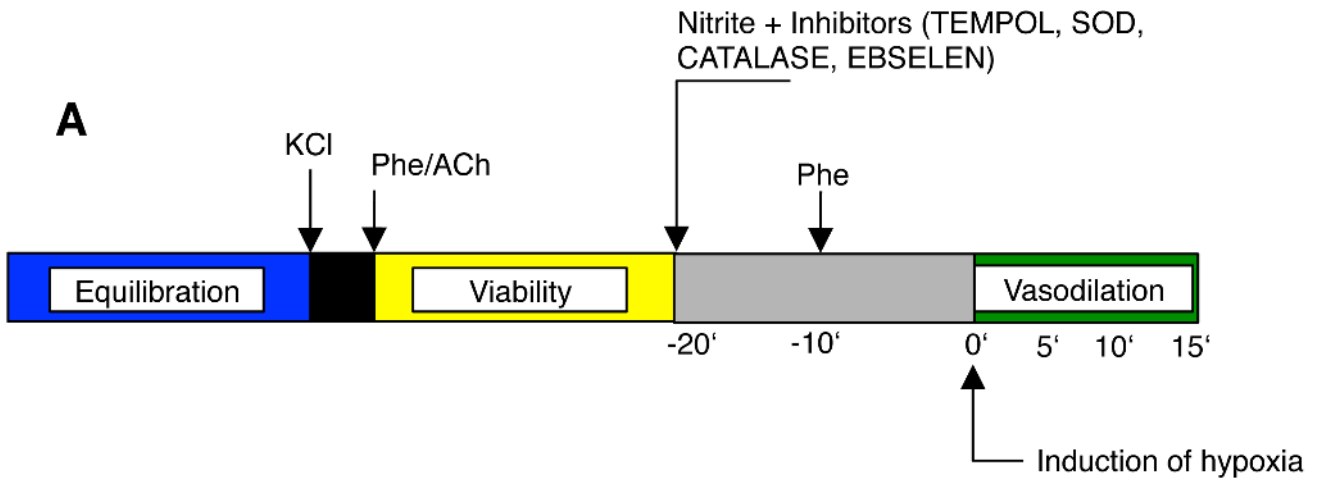 Nitrite + Inhibitors (TEMPOL, SOD,
CATALASE, EBSELEN)
A
KCl
Phe/ACh
Phe
Equilibration
Viability
Vasodilation
-20‘
-10‘
0‘
5‘
10‘
15‘
Induction of hypoxia